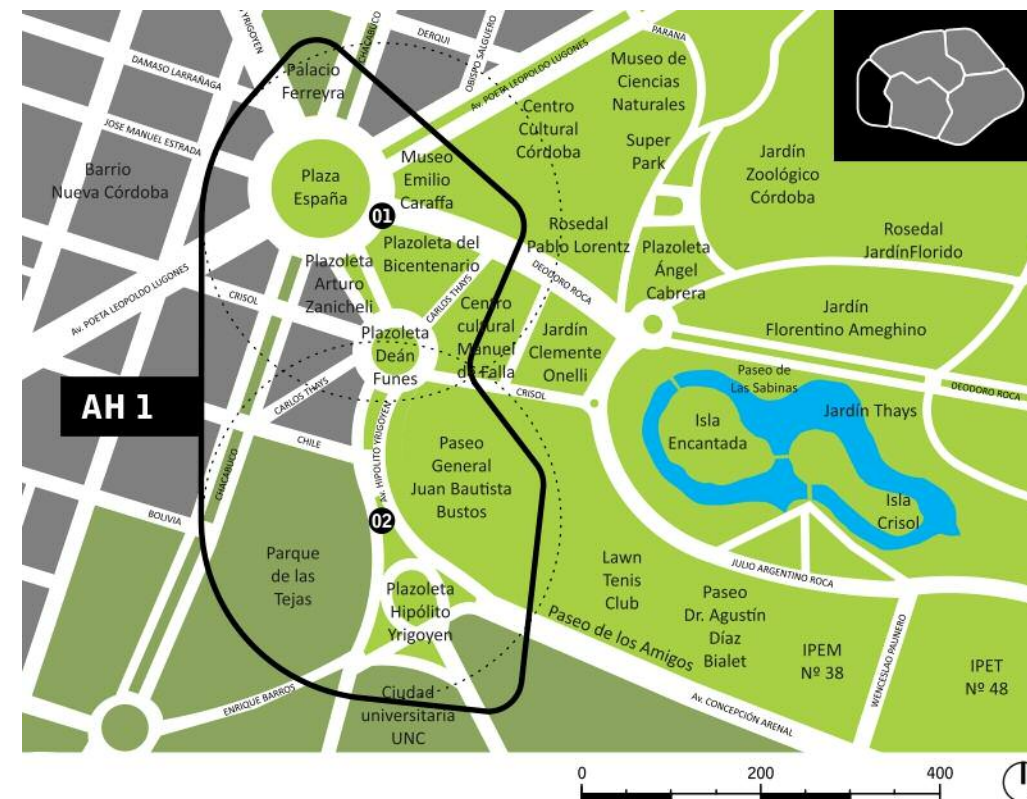 YRIGOYEN
CHACABUCO
DERQUI
OBISPO SALGUERO
DAMASO LARRAÑAGA
Palacio
Ferreyra
Av. POETA LEOPOLDO LUGONES
PARANA
Museo de
Ciencias
Naturales
Centro
Cultural
Córdoba
Super
Park
Jardín
Zoológico
Córdoba
JOSE MANUEL ESTRADA
Barrio
Nueva Córdoba
Plaza
España
Museo
Emilio
Caraffa
01
Plazoleta del
Bicentenario
Rosedal
Pablo Lorentz
Plazoleta
Ángel
Cabrera
Rosedal
JardínFlorido
Plazoleta
Arturo
Zanicheli
DEODORO ROCA
Av. POETA LEOPOLDO LUGONES
CRISOL
CARLOS THAYS
Centro
cultural
Manuel
de Falla
Jardín
Clemente
Onelli
Jardín
Florentino Ameghino
Plazoleta
Deán
Funes
Paseo de
Las Sabinas
DEODORO ROCA
AH 1
CARLOS THAYS
CRISOL
Isla
Encantada
Jardín Thays
CHILE
CHACABUCO
Av. HIPOLITO YRIGOYEN
Paseo
General
Juan Bautista
Bustos
Isla
Crisol
BOLIVIA
02
Parque
de las
Tejas
Plazoleta
Hipólito
Yrigoyen
Lawn
Tenis
Club
JULIO ARGENTINO ROCA
Paseo
Dr. Agustín
Díaz
Bialet
Paseo de los Amigos
IPEM
Nº 38
WENCESLAO PAUNERO
IPET
Nº 48
ENRIQUE BARROS
Ciudad
universitaria
UNC
Av. CONCEPCIÓN ARENAL
0 200 400